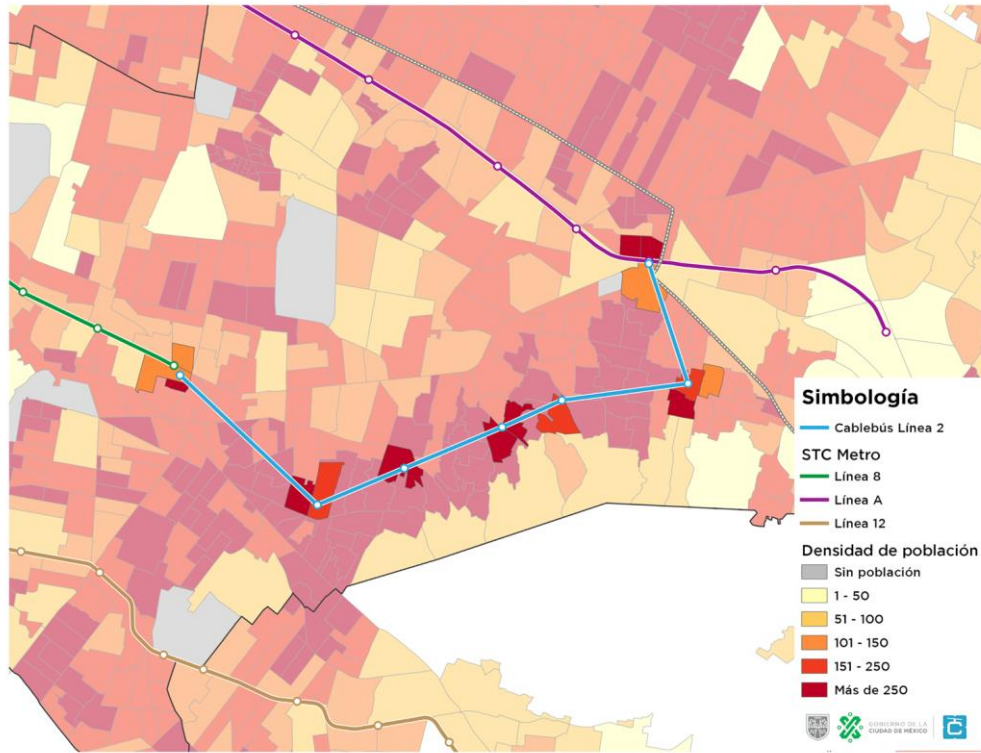 Simbología
Cablebús Línea 2
STC Metro
Línea 8
Línea A
Línea 12
Densidad de población
Sin población
1 - 50
51 - 100
101 - 150
151 - 250
Más de 250
GOBIERNO DE LA
CIUDAD DE MÉXICO